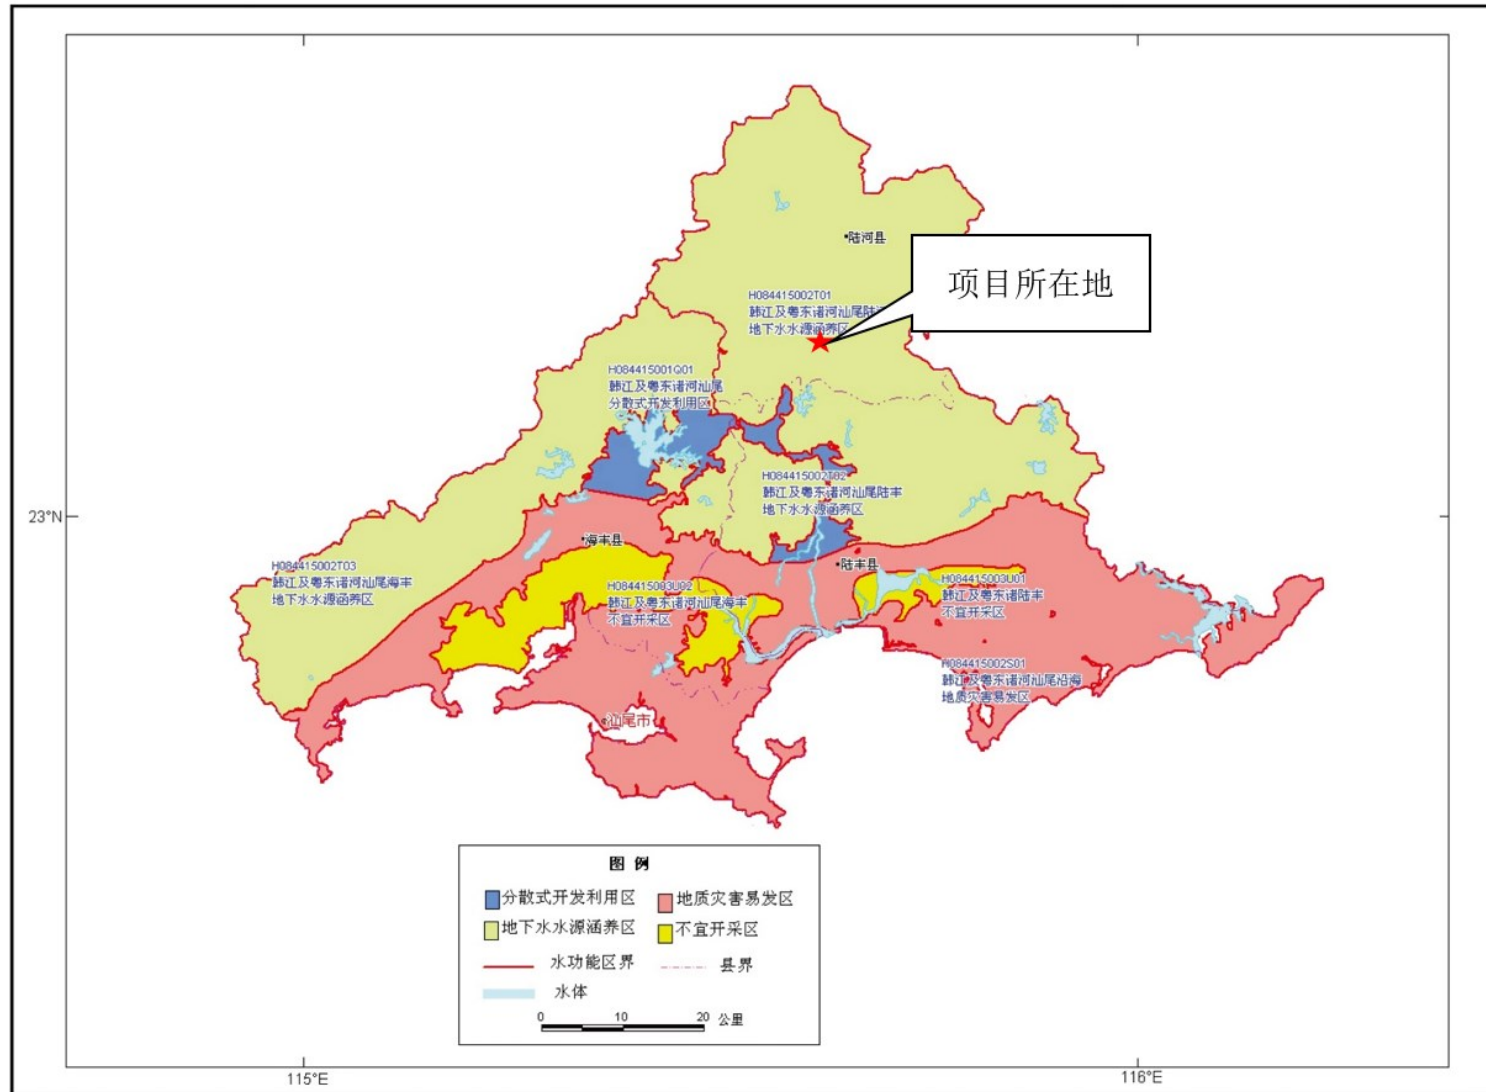 陆河县
项目所在地
H084415002T01
韩江及粤东诸河汕尾陆
地下水水源涵养区
H084415001Q01
韩江及粤东诸河汕尾
分散式开发利用区
H084415002T02
韩江及粤东诸河汕尾陆丰
地下水水源涵养区
23°N
海丰县
陆丰县
H084415002T03
韩江及粤东诸河汕尾海丰
地下水水源涵养区
H084415003U02
韩江及粤东诸河汕尾海丰
不宜开采区
H084415003U01
韩江及粤东诸陆丰
不宜开采区
H084415002S01
韩江及粤东诸河汕尾沿海
地质灾害易发区
汕尾市
图 例
分散式开发利用区
地质灾害易发区
地下水水源涵养区
不宜开采区
水功能区界
县界
水体
0 10 20 公里
115°E
116°E